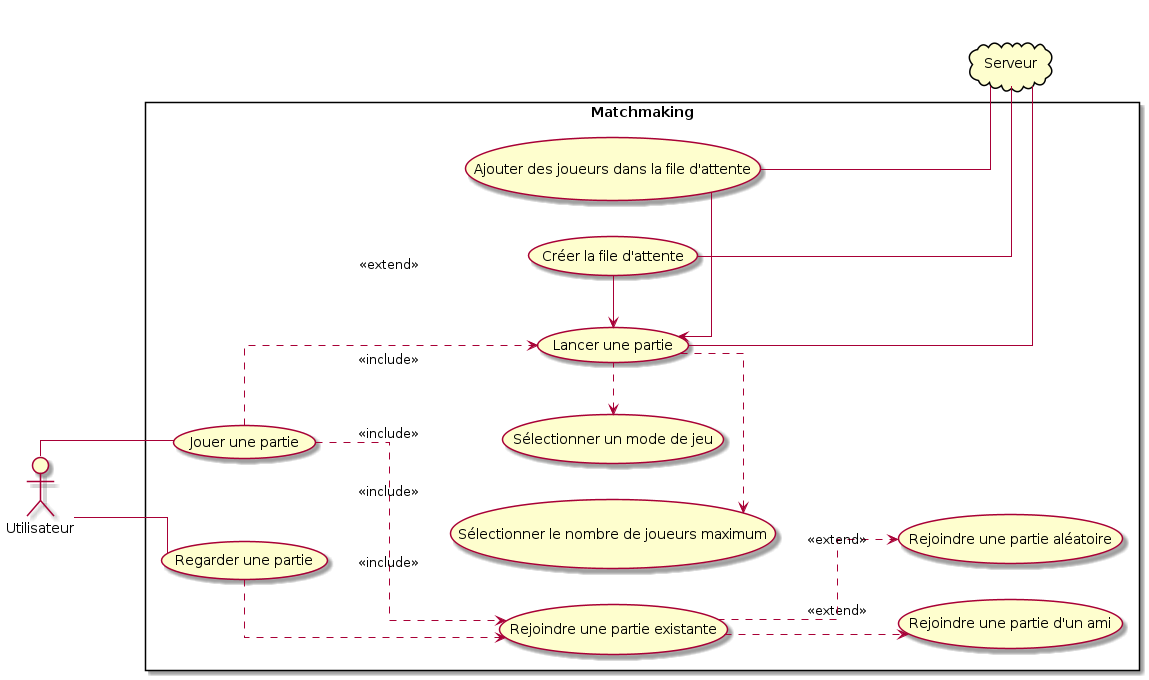 Serveur
Matchmaking
Ajouter des joueurs dans la file d'attente
Créer la file d'attente
«extend»
Lancer une partie
«include»
«include»
Jouer une partie
Sélectionner un mode de jeu
«include»
Utilisateur
Sélectionner le nombre de joueurs maximum
«extend»
Rejoindre une partie aléatoire
Regarder une partie
«include»
«extend»
Rejoindre une partie existante
Rejoindre une partie d'un ami